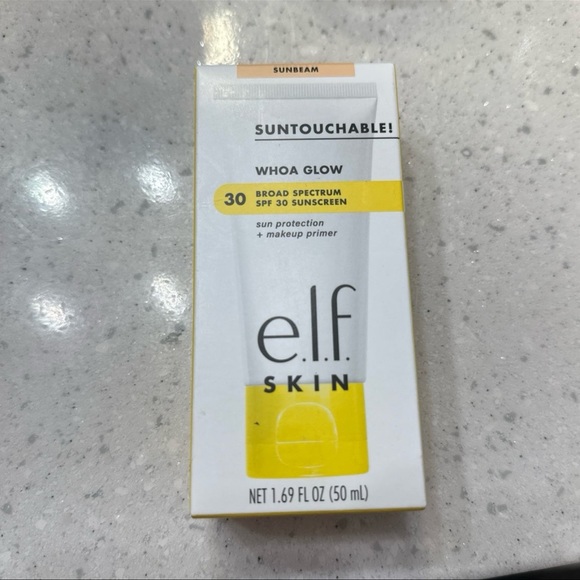 SUNBEAM
SUNTOUCHABLE!
WHOA GLOW
30 BROAD SPECTRUM
SPF 30 SUNSCREEN
sun protection
+ makeup primer
e.l.f.
SKIN
NET 1.69 FL OZ (50 mL)